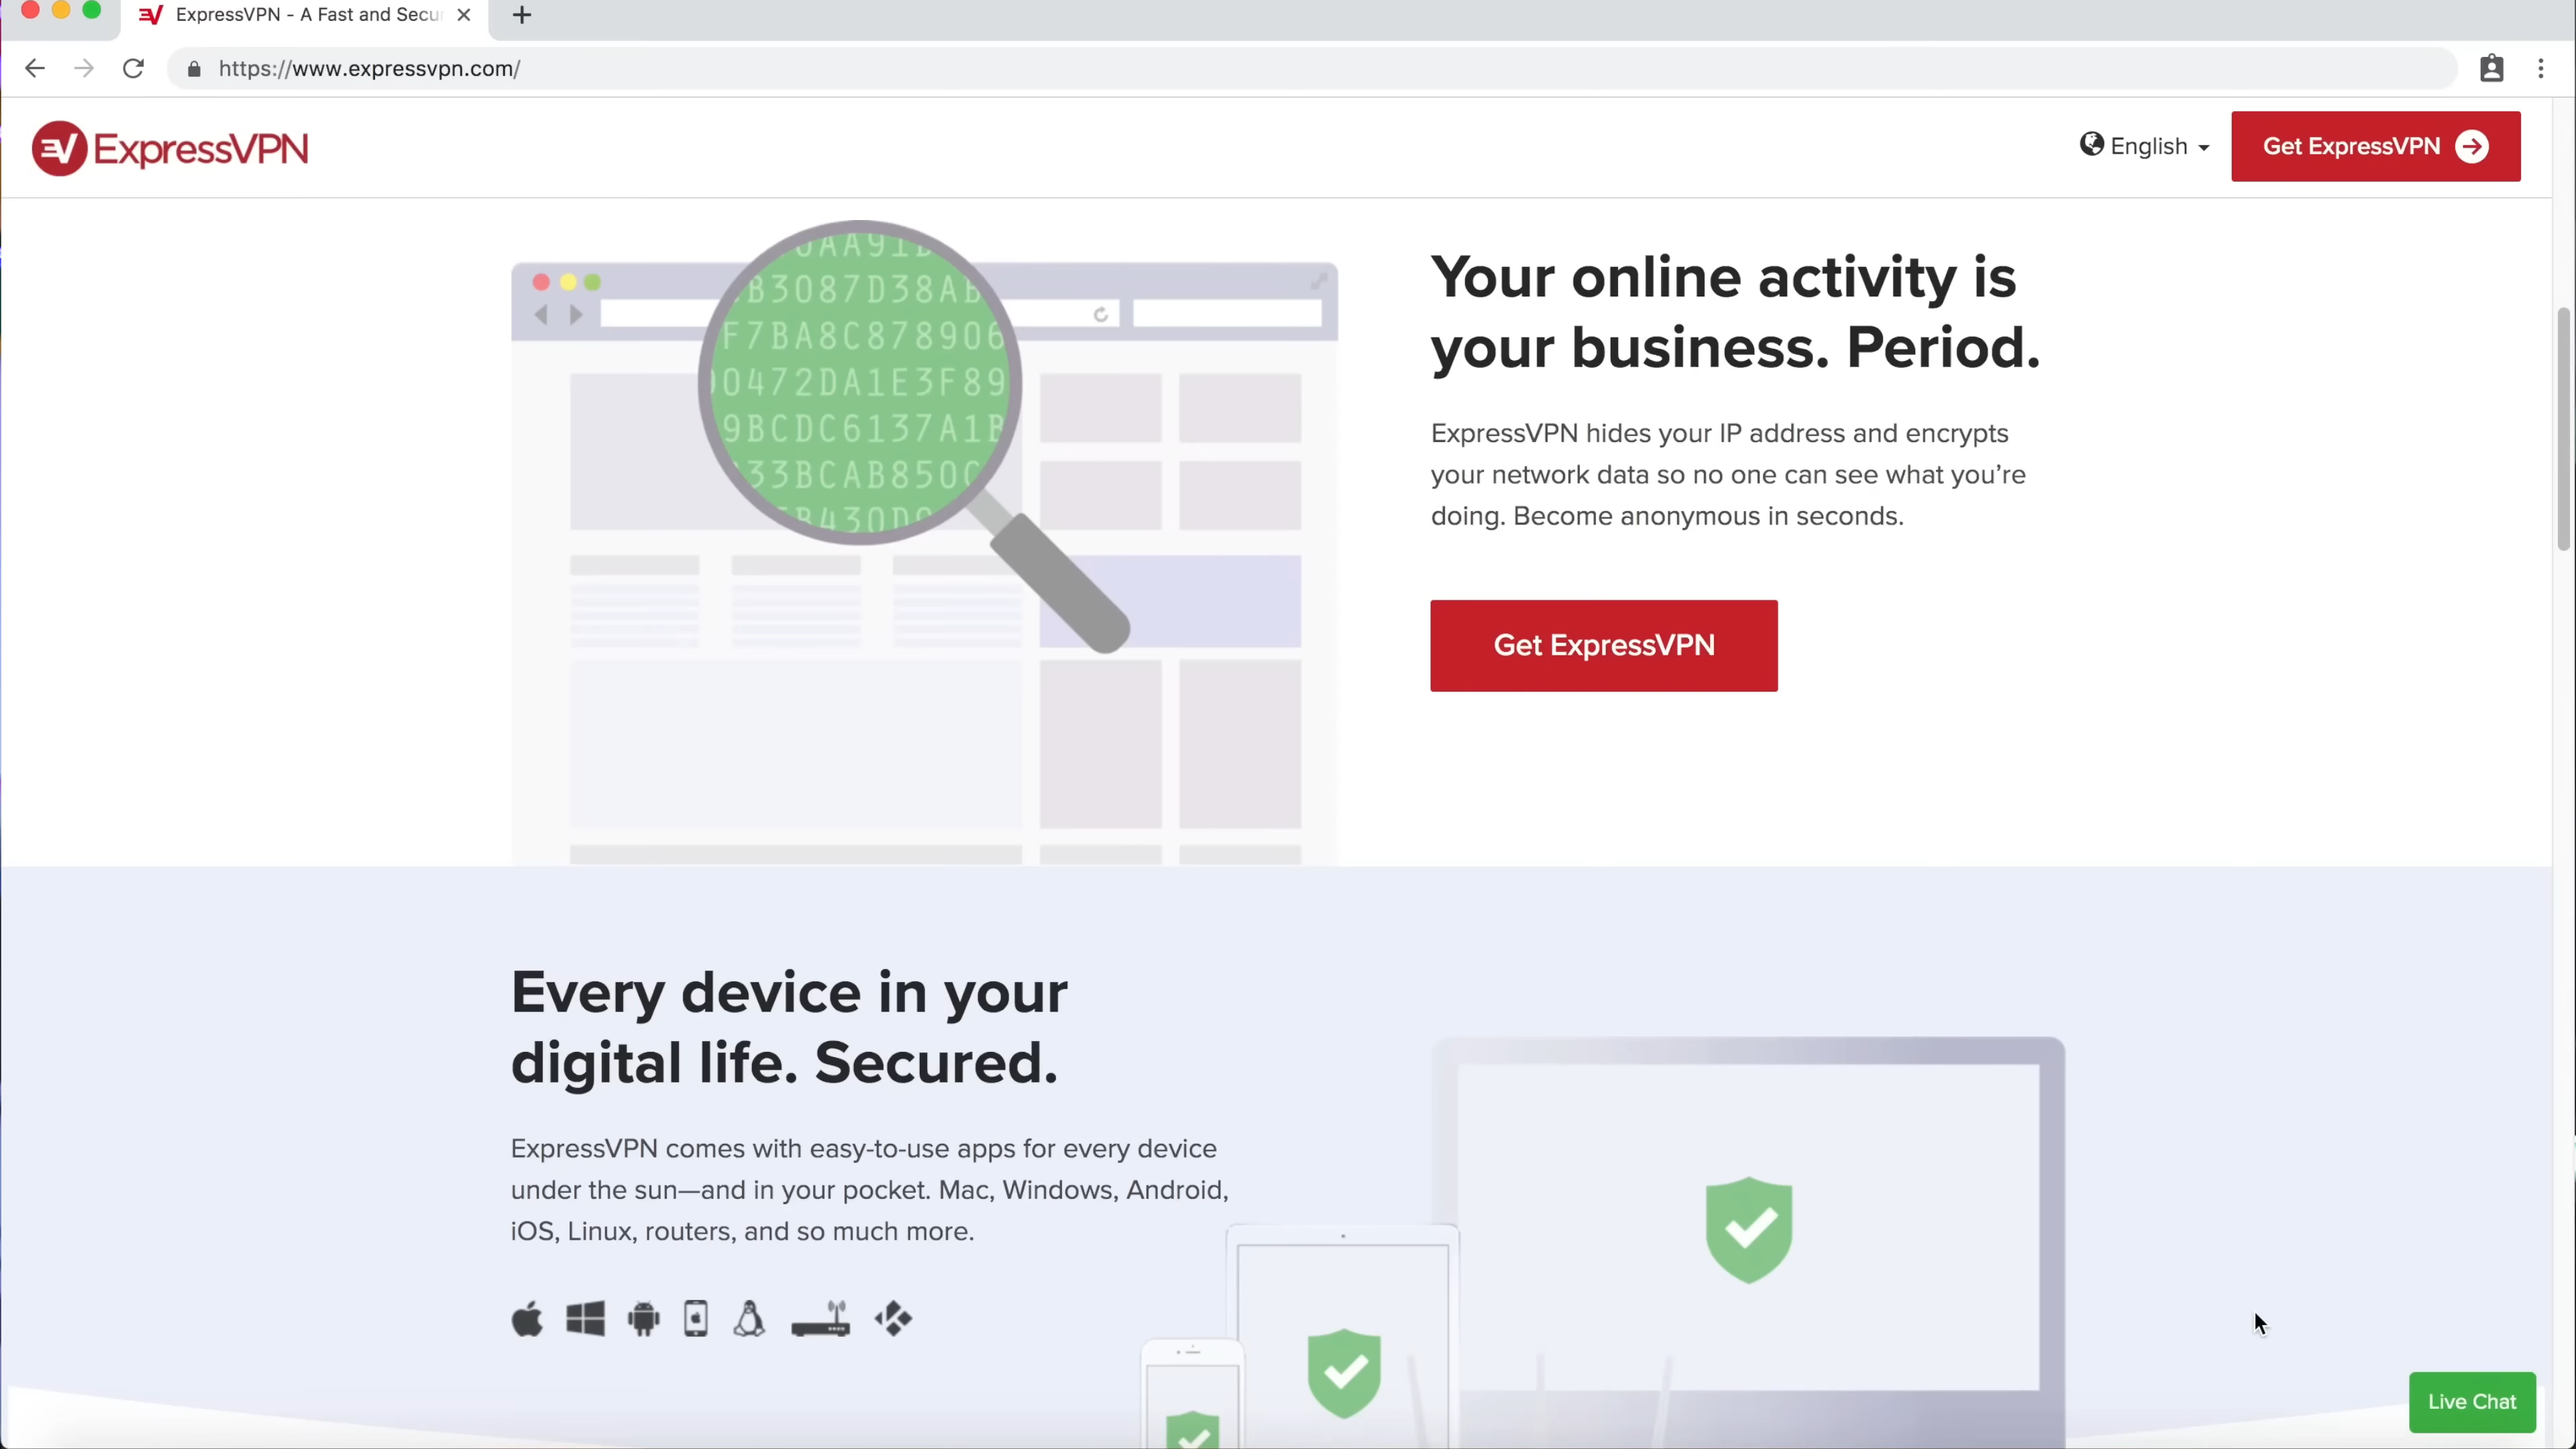 ExpressVPN - A Fast and Secu
https://www.expressvpn.com/
ExpressVPN
English
Get ExpressVPN
B3087D38AB
F7BA8C878906
0472DA1E3F89
9BCDC6137A1B
33BCAB850C
B430D9
Your online activity is
your business. Period.
ExpressVPN hides your IP address and encrypts
your network data so no one can see what you’re
doing. Become anonymous in seconds.
Get ExpressVPN
Every device in your
digital life. Secured.
ExpressVPN comes with easy-to-use apps for every device
under the sun—and in your pocket. Mac, Windows, Android,
iOS, Linux, routers, and so much more.
Live Chat